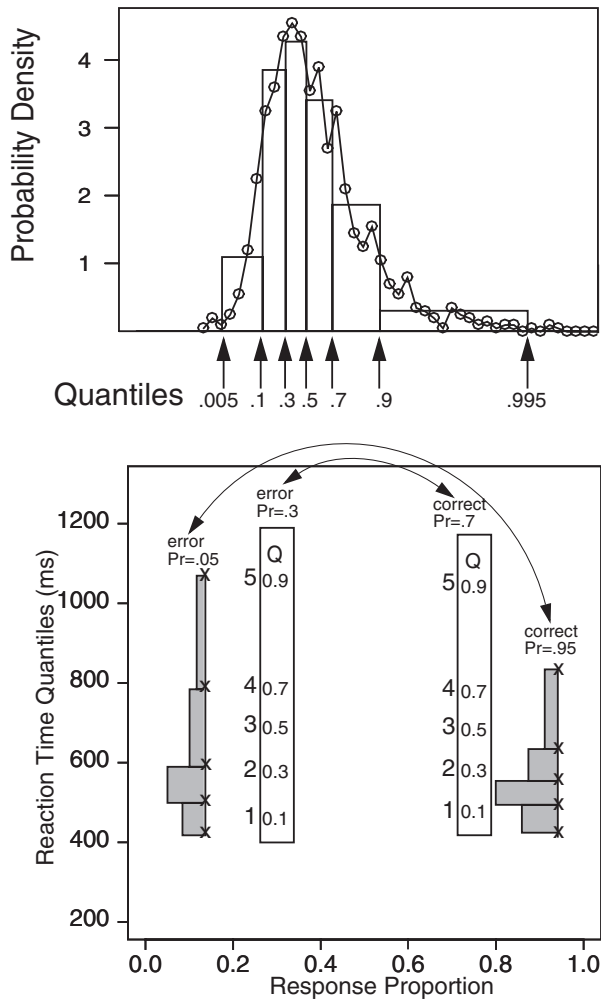 Probability Density
4
3
2
1
Quantiles .005 .1 .3 .5 .7 .9 .995
Reaction Time Quantiles (ms)
1200
1000
800
600
400
200
error
Pr=.05
error
Pr=.3
correct
Pr=.7
correct
Pr=.95
Q
5 0.9
4 0.7
3 0.5
2 0.3
1 0.1
Q
5 0.9
4 0.7
3 0.5
2 0.3
1 0.1
x
x
x
x
x
x
x
x
x
x
0.0 0.2 0.4 0.6 0.8 1.0
Response Proportion